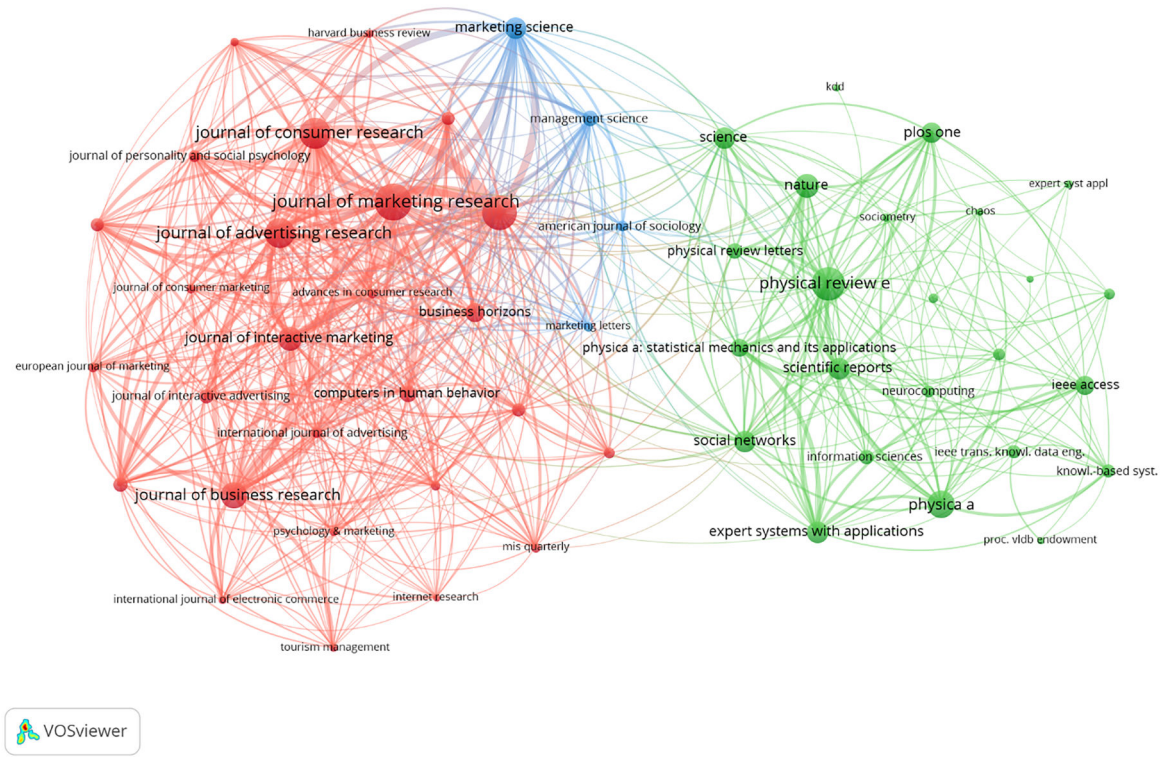 harvard business review
marketing science
kdd
management science
journal of consumer research
science
plos one
journal of personality and social psychology
nature
expert syst appl
journal of marketing research
chaos
sociometry
american journal of sociology
journal of advertising research
physical review letters
physical review e
journal of consumer marketing
advances in consumer research
business horizons
marketing letters
journal of interactive marketing
physica a: statistical mechanics and its applications
european journal of marketing
scientific reports
ieee access
neurocomputing
computers in human behavior
journal of interactive advertising
international journal of advertising
social networks
ieee trans. knowl. data eng.
information sciences
knowl.-based syst.
journal of business research
physica a
psychology & marketing
expert systems with applications
proc. vldb endowment
mis quarterly
internet research
international journal of electronic commerce
tourism management
VOSviewer